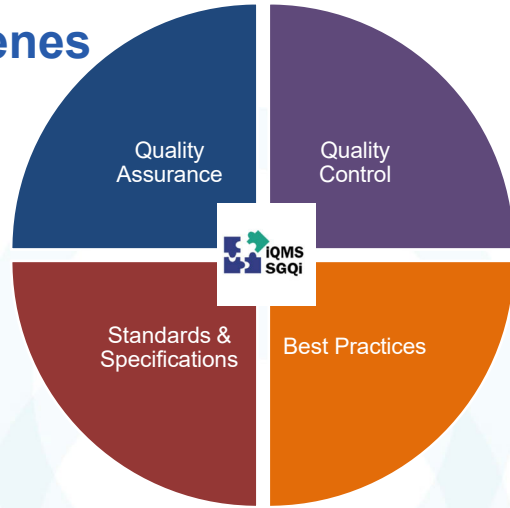 enes
Quality
Assurance
Quality
Control
iQMS
SGQi
Standards &
Specifications
Best Practices